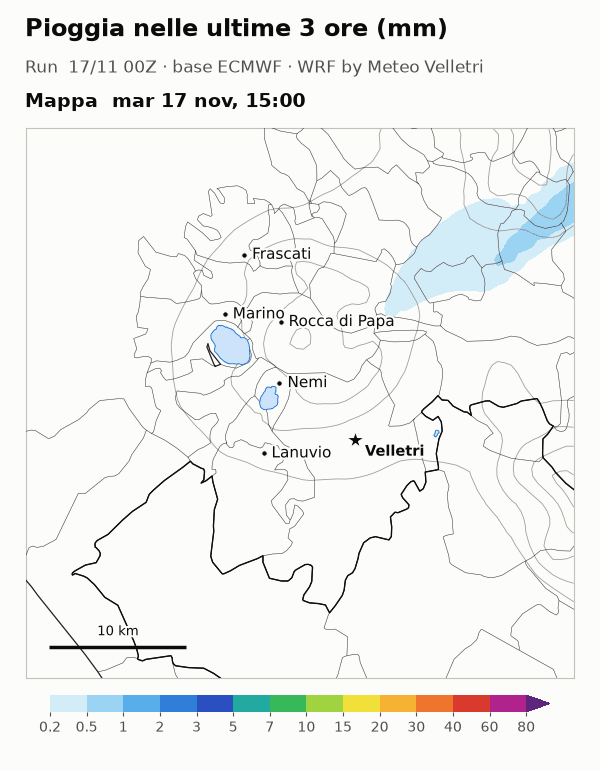 Pioggia nelle ultime 3 ore (mm)
Run  17/11 00Z · base ECMWF · WRF by Meteo Velletri
Mappa  mar 17 nov, 15:00
Frascati
Marino
Rocca di Papa
Nemi
Velletri
Lanuvio
10 km
0.2 0.5 1 2 3 5 7 10 15 20 30 40 60 80